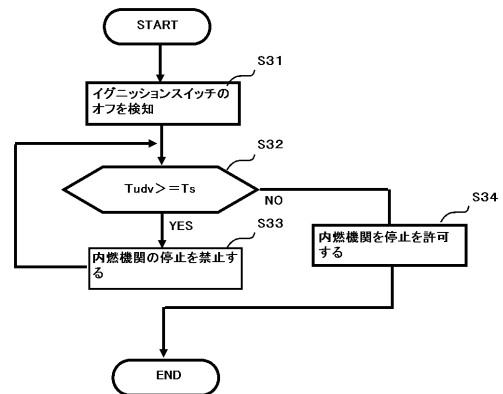 START
S31
イグニッションスイッチの
オフを検知
S32
Tudv>=Ts
NO
YES
S33
内燃機関の停止を禁止す
る
S34
内燃機関を停止を許可
する
END